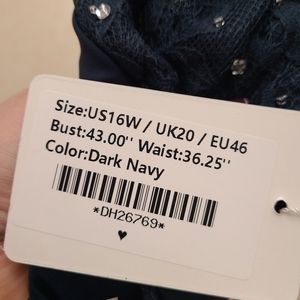 Size:US16W / UK20 / EU46
Bust:43.00'' Waist:36.25''
Color:Dark Navy
*DH26769*
♥